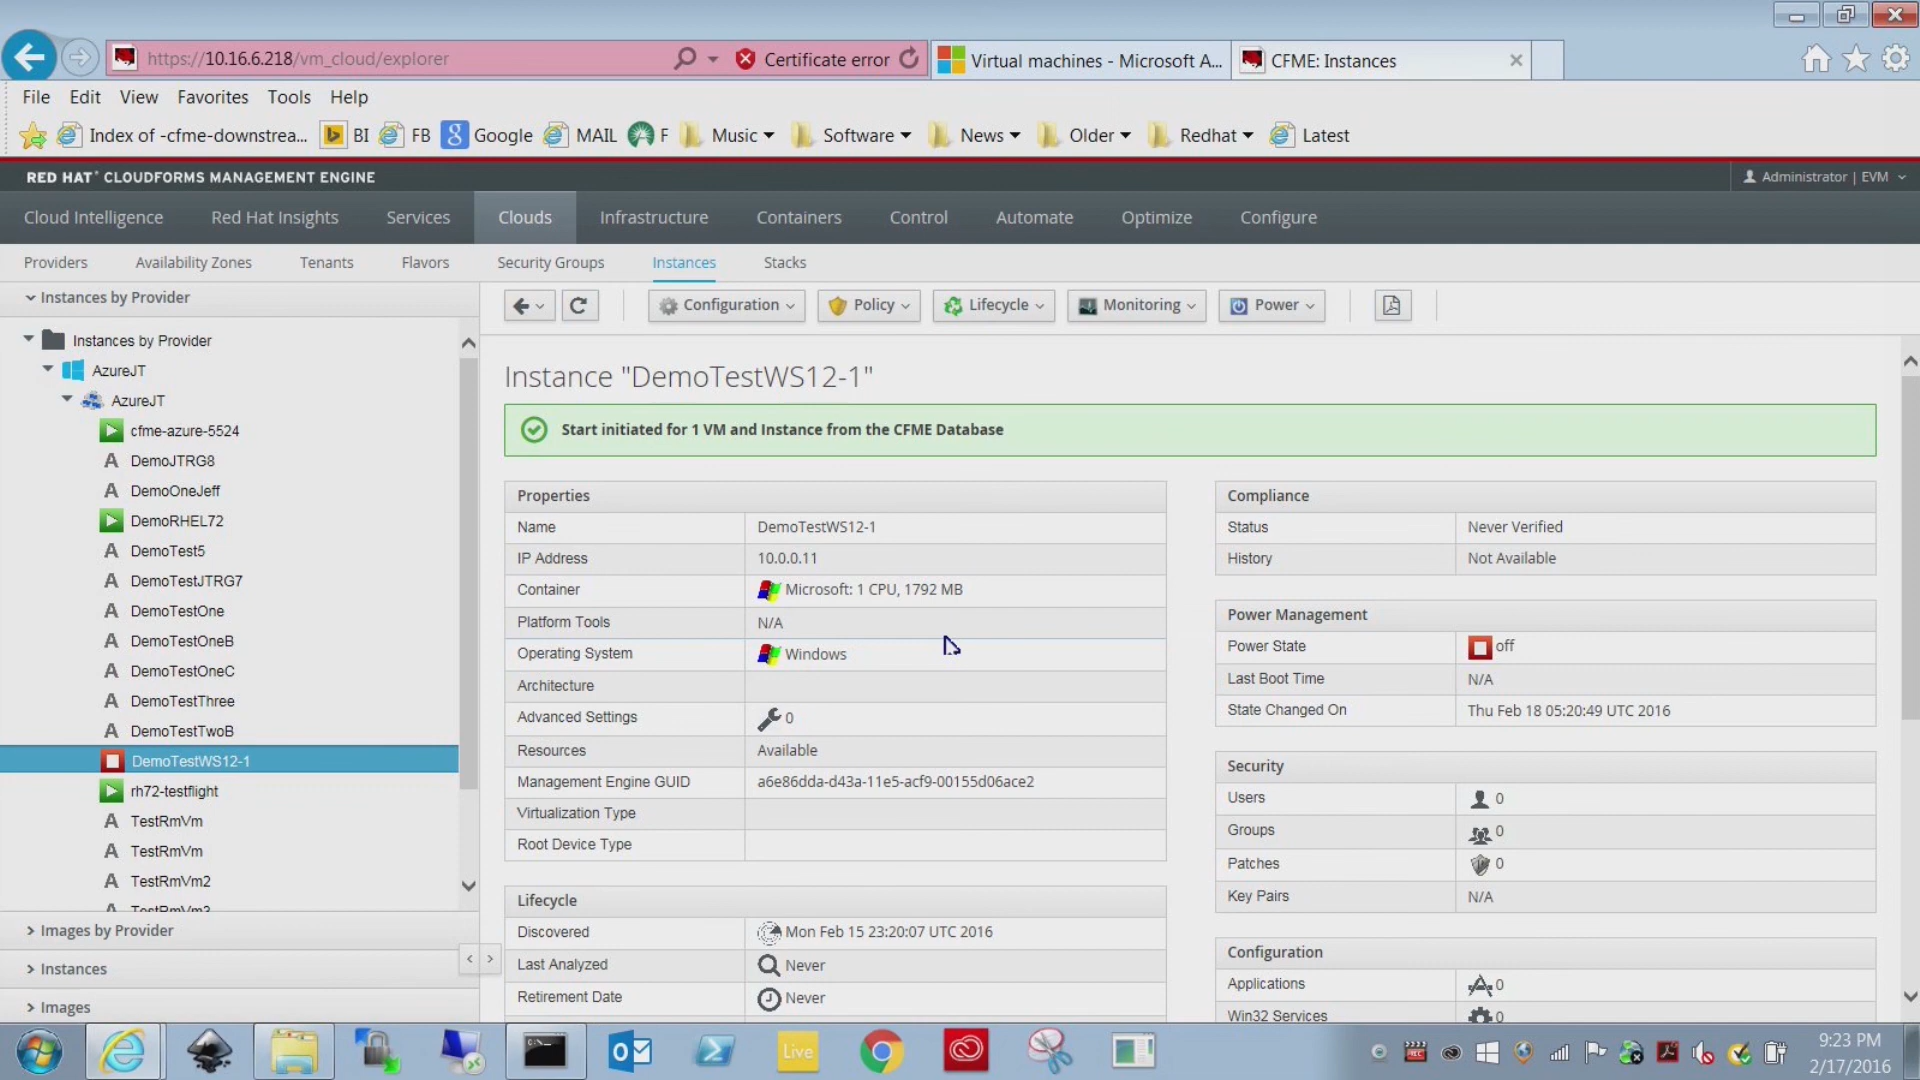 https://10.16.6.218/vm_cloud/explorer
Certificate error
Virtual machines - Microsoft A...
CFME: Instances
File Edit View Favorites Tools Help
Index of -cfme-downstrea... BI FB Google MAIL F Music Software News Older Redhat Latest
RED HAT® CLOUDFORMS MANAGEMENT ENGINE
Administrator | EVM
Cloud Intelligence Red Hat Insights Services Clouds Infrastructure Containers Control Automate Optimize Configure
Providers Availability Zones Tenants Flavors Security Groups Instances Stacks
Instances by Provider
Instances by Provider
AzureJT
AzureJT
cfme-azure-5524
DemoJTRG8
DemoOneJeff
DemoRHEL72
DemoTest5
DemoTestJTRG7
DemoTestOne
DemoTestOneB
DemoTestOneC
DemoTestThree
DemoTestTwoB
DemoTestWS12-1
rh72-testflight
TestRmVm
TestRmVm
TestRmVm2
TestRmVm3
Images by Provider
Instances
Images
Configuration Policy Lifecycle Monitoring Power
Instance "DemoTestWS12-1"
Start initiated for 1 VM and Instance from the CFME Database
Properties
Name DemoTestWS12-1
IP Address 10.0.0.11
Container Microsoft: 1 CPU, 1792 MB
Platform Tools N/A
Operating System Windows
Architecture
Advanced Settings 0
Resources Available
Management Engine GUID a6e86dda-d43a-11e5-acf9-00155d06ace2
Virtualization Type
Root Device Type
Lifecycle
Discovered Mon Feb 15 23:20:07 UTC 2016
Last Analyzed Never
Retirement Date Never
Compliance
Status Never Verified
History Not Available
Power Management
Power State off
Last Boot Time N/A
State Changed On Thu Feb 18 05:20:49 UTC 2016
Security
Users 0
Groups 0
Patches 0
Key Pairs N/A
Configuration
Applications 0
Win32 Services 0
Live
9:23 PM
2/17/2016